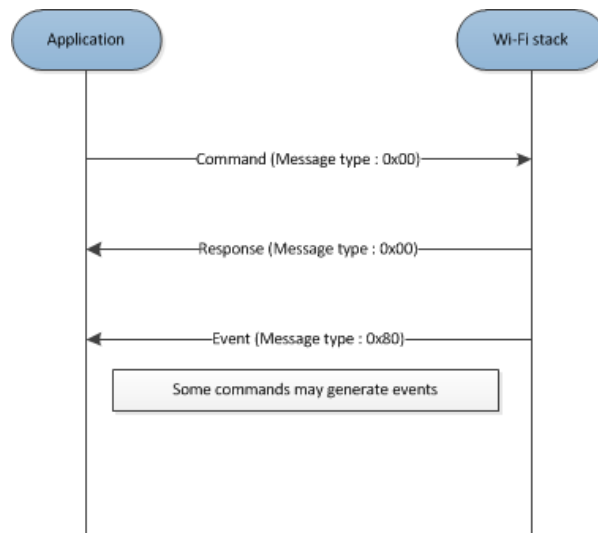 Application
Wi-Fi stack
Command (Message type : 0x00)
Response (Message type : 0x00)
Event (Message type : 0x80)
Some commands may generate events